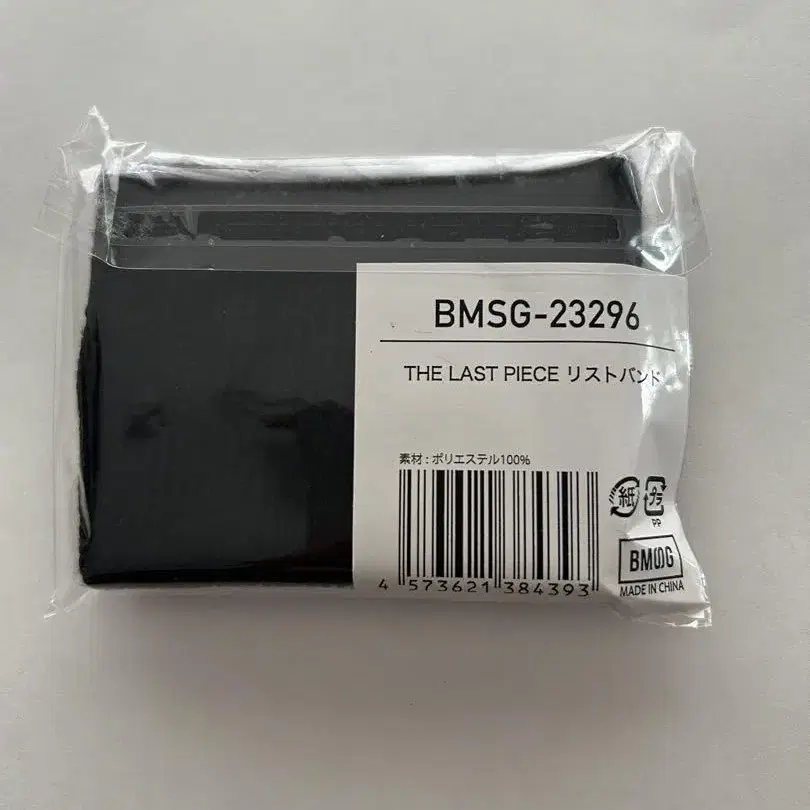 BMSG-23296
THE LAST PIECE リストバンド
素材：ポリエステル100%
紙
プラ
PP
BMSG
MADE IN CHINA
4 573621 384393